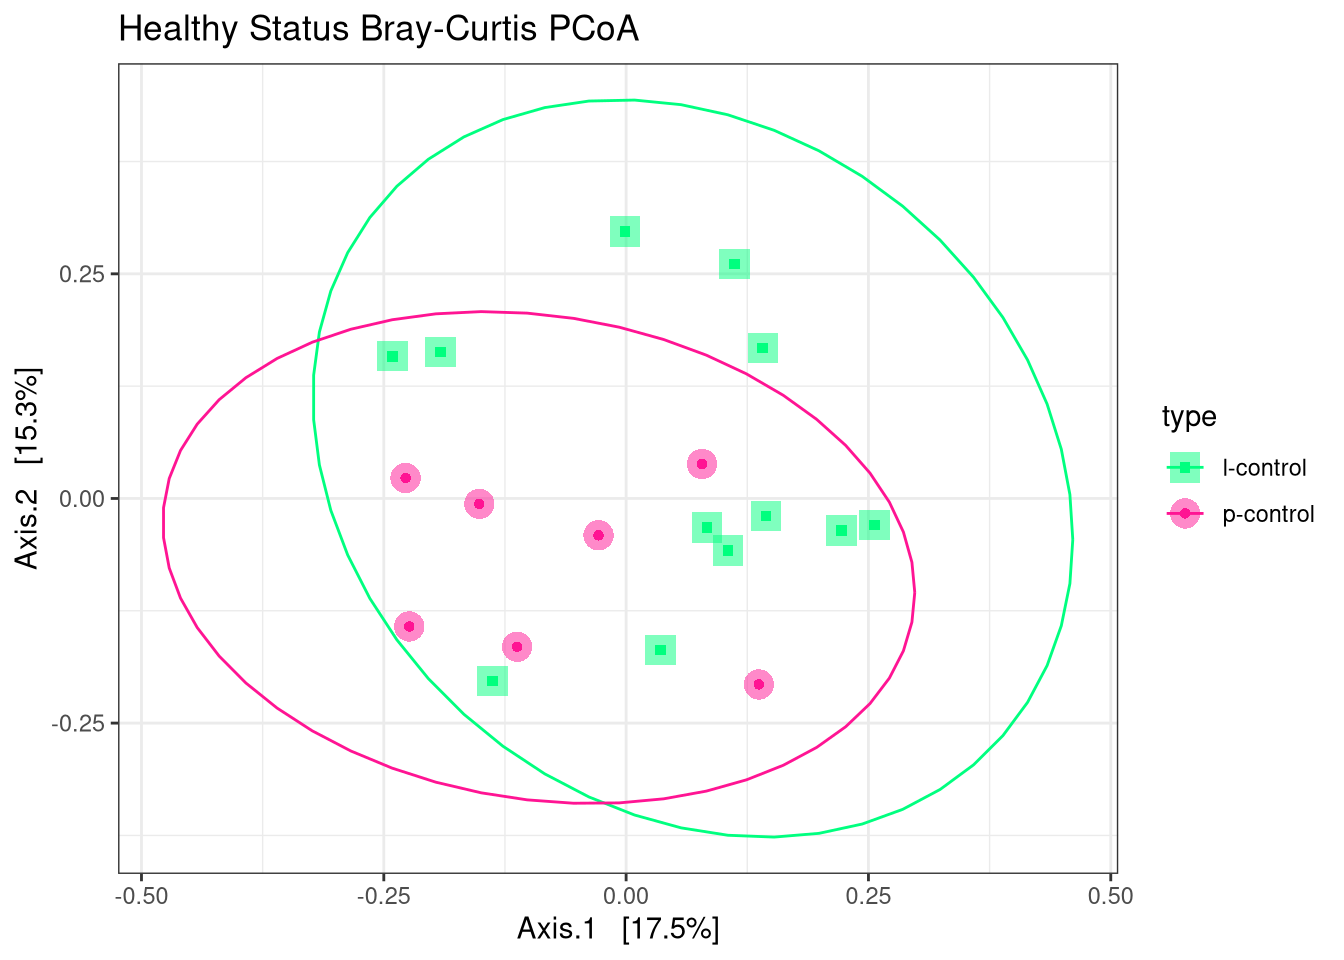 Healthy Status Bray-Curtis PCoA
Axis.2 [15.3%]
0.25
0.00
-0.25
-0.50
-0.25
0.00
0.25
0.50
Axis.1 [17.5%]
type
l-control
p-control